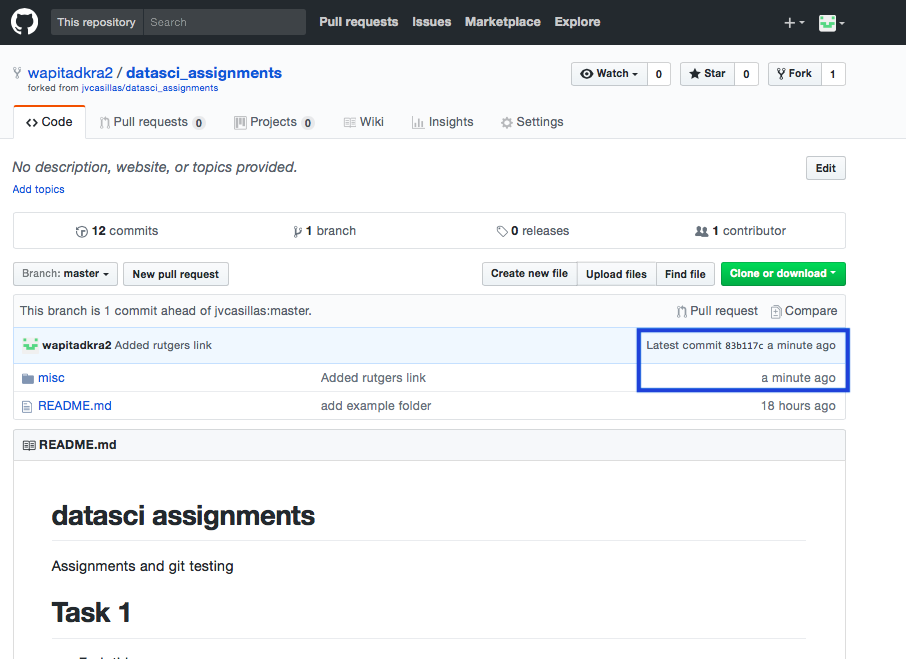 This repository Search Pull requests Issues Marketplace Explore
wapitadkra2 / datasci_assignments Watch 0 Star 0 Fork 1
forked from jvcasillas/datasci_assignments
Code Pull requests 0 Projects 0 Wiki Insights Settings
No description, website, or topics provided. Edit
Add topics
12 commits 1 branch 0 releases 1 contributor
Branch: master New pull request Create new file Upload files Find file Clone or download
This branch is 1 commit ahead of jvcasillas:master. Pull request Compare
wapitadkra2 Added rutgers link Latest commit 83b117c a minute ago
misc Added rutgers link a minute ago
README.md add example folder 18 hours ago
README.md
datasci assignments
Assignments and git testing
Task 1